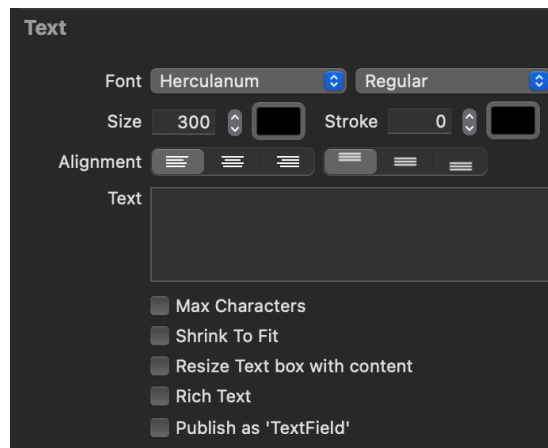 Text
Font Herculanum Regular
Size 300 Stroke 0
Alignment
Text
Max Characters
Shrink To Fit
Resize Text box with content
Rich Text
Publish as 'TextField'